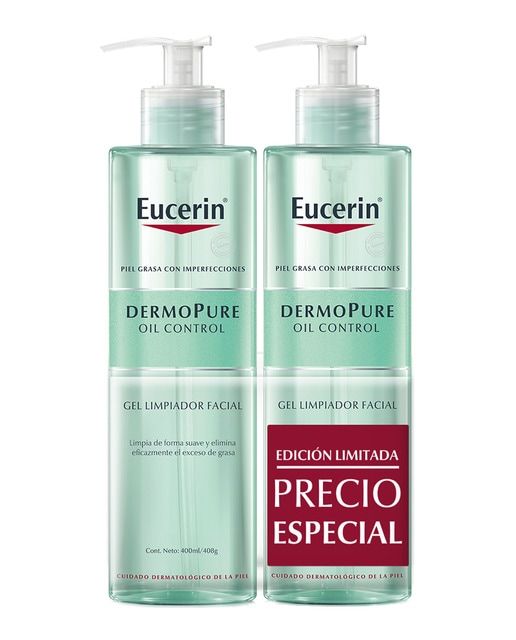 Eucerin®
PIEL GRASA CON IMPERFECCIONES
DERMOPURE
OIL CONTROL
GEL LIMPIADOR FACIAL
Limpia de forma suave y elimina
eficazmente el exceso de grasa
Cont. Neto: 400ml/408g
CUIDADO DERMATOLÓGICO DE LA PIEL
Eucerin®
PIEL GRASA CON IMPERFECCIONES
DERMOPURE
OIL CONTROL
GEL LIMPIADOR FACIAL
EDICIÓN LIMITADA
PRECIO
ESPECIAL
CUIDADO DERMATOLÓGICO DE LA PIEL